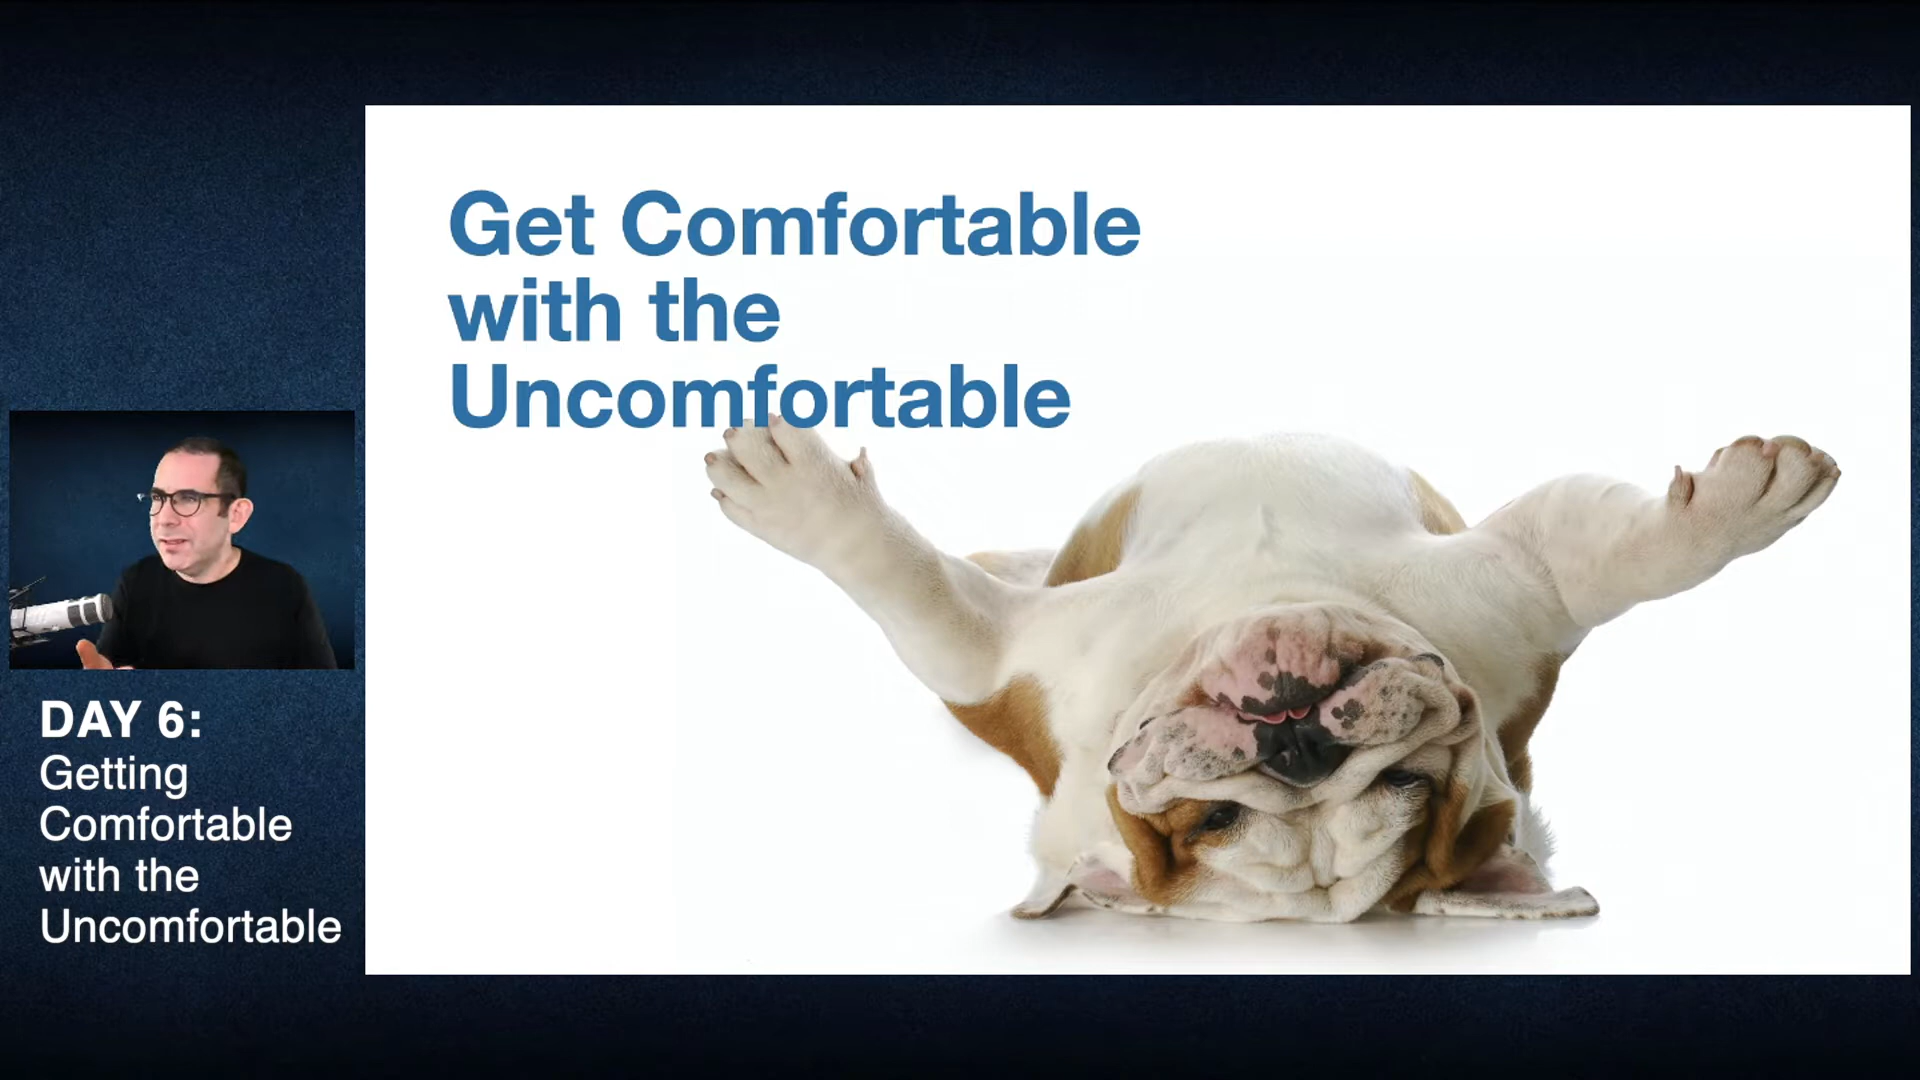 Get Comfortable
with the
Uncomfortable
DAY 6:
Getting
Comfortable
with the
Uncomfortable